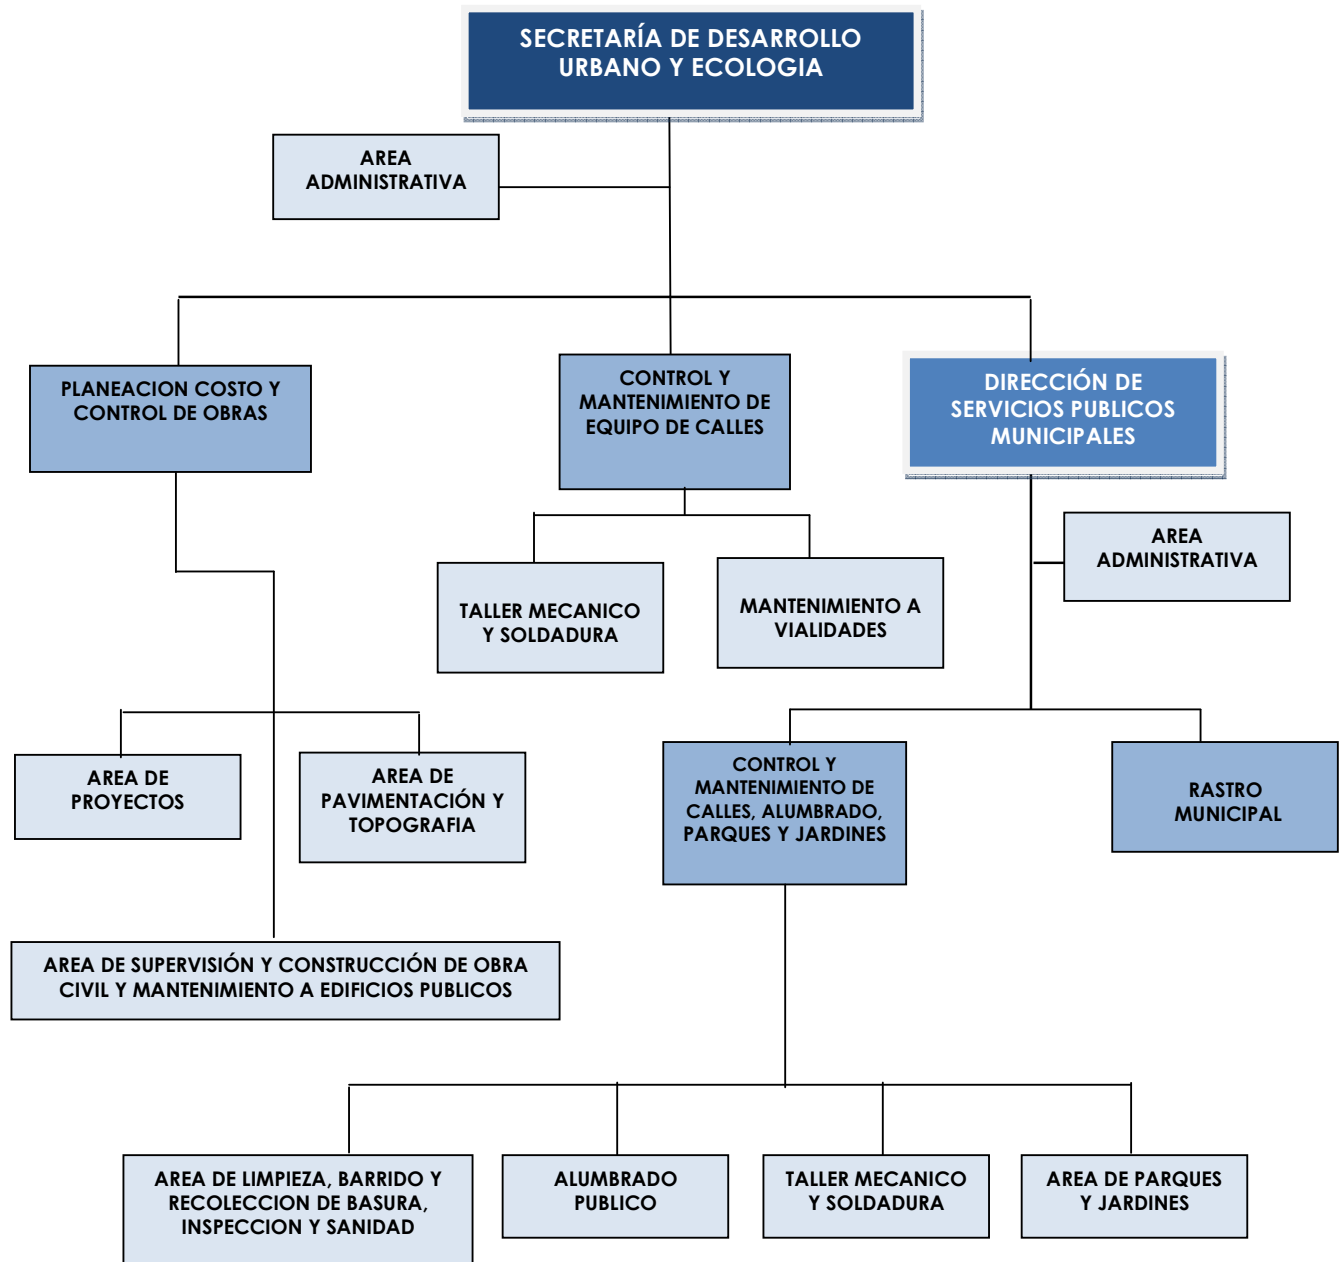 SECRETARÍA DE DESARROLLO
URBANO Y ECOLOGIA
AREA
ADMINISTRATIVA
PLANEACION COSTO Y
CONTROL DE OBRAS
CONTROL Y
MANTENIMIENTO DE
EQUIPO DE CALLES
DIRECCIÓN DE
SERVICIOS PUBLICOS
MUNICIPALES
AREA
ADMINISTRATIVA
TALLER MECANICO
Y SOLDADURA
MANTENIMIENTO A
VIALIDADES
AREA DE
PROYECTOS
AREA DE
PAVIMENTACIÓN Y
TOPOGRAFIA
CONTROL Y
MANTENIMIENTO DE
CALLES, ALUMBRADO,
PARQUES Y JARDINES
RASTRO
MUNICIPAL
AREA DE SUPERVISIÓN Y CONSTRUCCIÓN DE OBRA
CIVIL Y MANTENIMIENTO A EDIFICIOS PUBLICOS
AREA DE LIMPIEZA, BARRIDO Y
RECOLECCION DE BASURA,
INSPECCION Y SANIDAD
ALUMBRADO
PUBLICO
TALLER MECANICO
Y SOLDADURA
AREA DE PARQUES
Y JARDINES